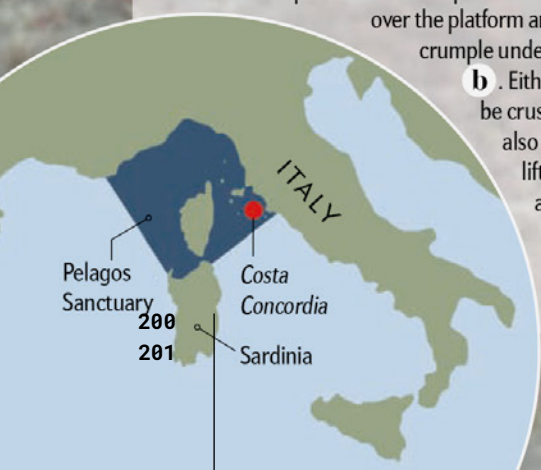 over the platform an
crumple unde
b . Eith
be crus
also
lift
a
ITALY
Pelagos
Sanctuary
Costa
Concordia
200
201
Sardinia